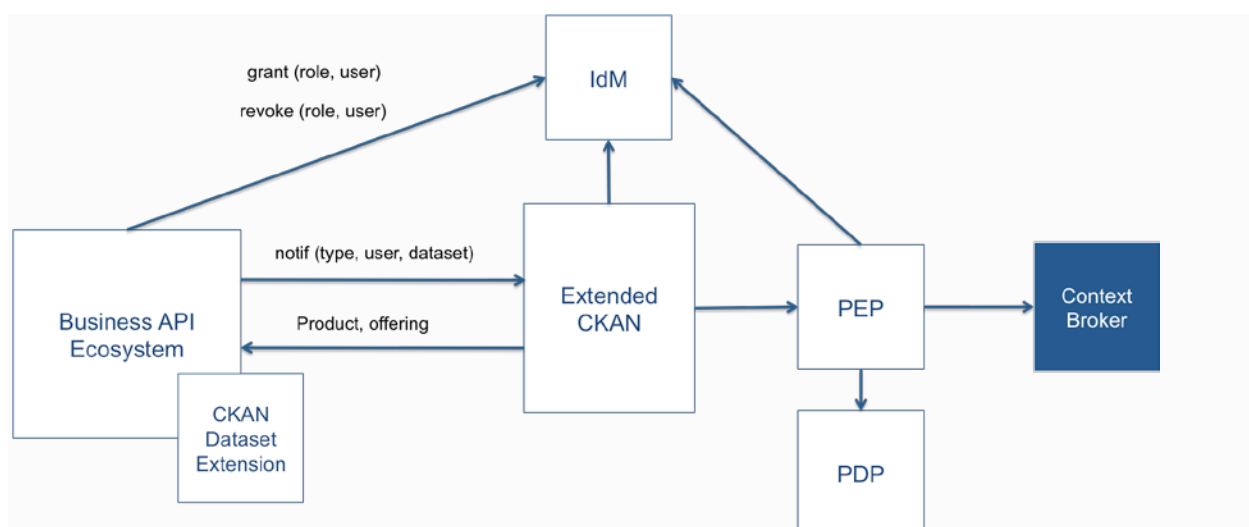 grant (role, user)
IdM
revoke (role, user)
notif (type, user, dataset)
Business API
Ecosystem
Product, offering
Extended
CKAN
PEP
Context
Broker
CKAN
Dataset
Extension
PDP